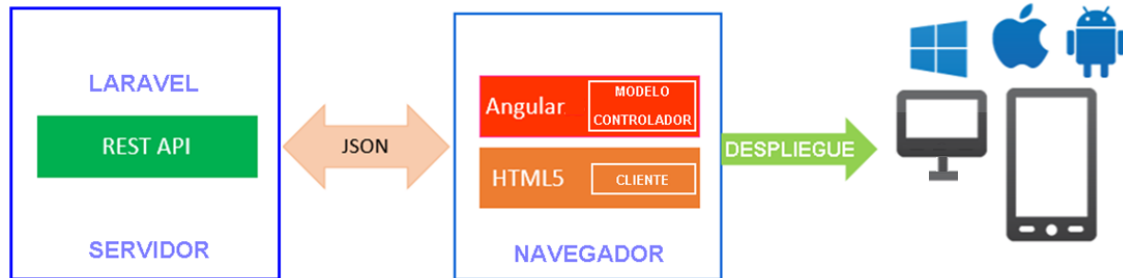 LARAVEL
REST API
SERVIDOR
JSON
Angular
MODELO
CONTROLADOR
HTML5
CLIENTE
NAVEGADOR
DESPLIEGUE